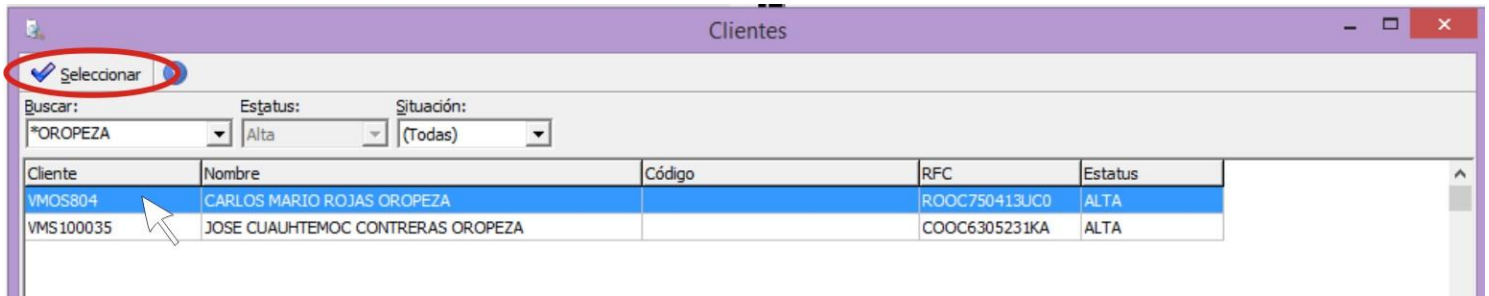 Clientes
Seleccionar
Buscar: Estatus: Situación:
*OROPEZA Alta (Todas)
Cliente Nombre Código RFC Estatus
VMOS804 CARLOS MARIO ROJAS OROPEZA ROOC750413UC0 ALTA
VMS100035 JOSE CUAUHTEMOC CONTRERAS OROPEZA COOC6305231KA ALTA